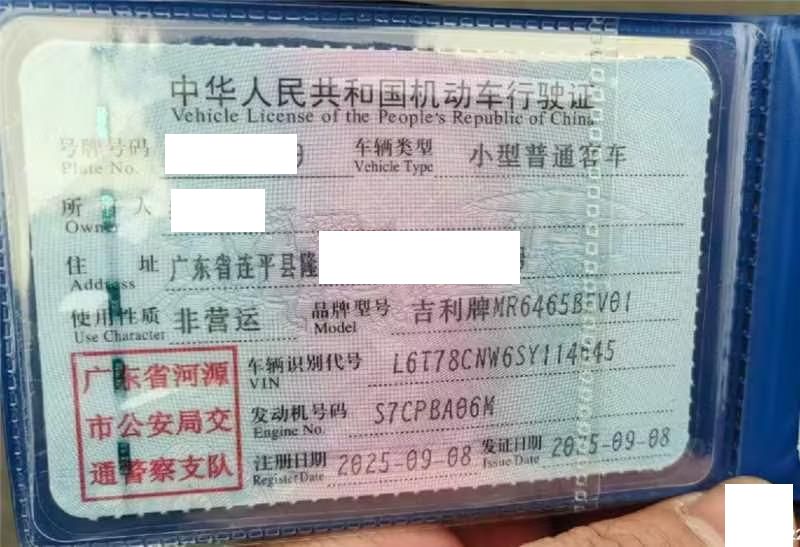 中华人民共和国机动车行驶证
Vehicle License of the People's Republic of China
号牌号码 9 车辆类型 小型普通客车
Plate No. Vehicle Type
所 人
Owner
住 址 广东省连平县隆
Address
使用性质 非营运 品牌型号 吉利牌MR6465BEV01
Use Character Model
车辆识别代号 L6T78CNW6SY114645
VIN
发动机号码 S7CPBA06M
Engine No.
注册日期 2025-09-08 发证日期 2025-09-08
Register Date Issue Date
广东省河源
市公安局交
通警察支队